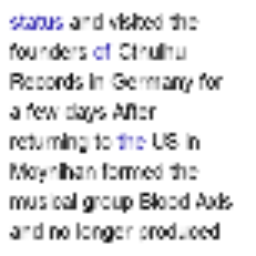 status and visited the
founders of Cthulhu
Records in Germany for
a few days After
returning to the US in
Moynihan formed the
musical group Blood Axis
and no longer produced